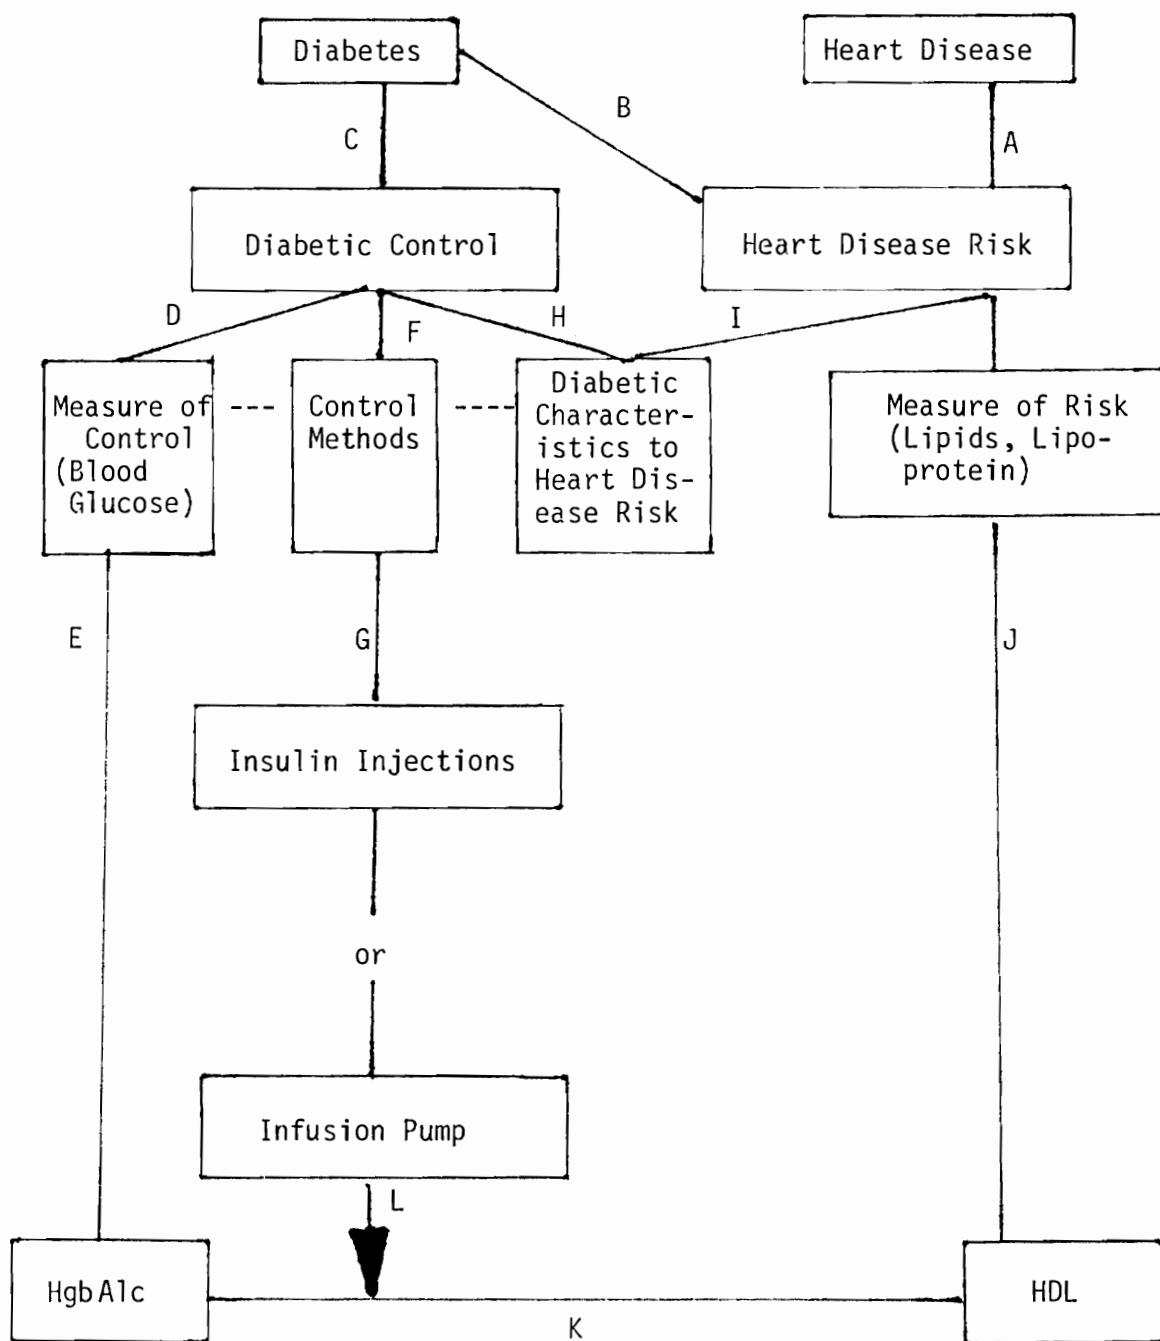 Diabetes
Heart Disease
B
C
A
Diabetic Control
Heart Disease Risk
D
F
H
I
Measure of
Control
(Blood
Glucose)
---
Control
Methods
----
Diabetic
Character-
istics to
Heart Dis-
ease Risk
Measure of Risk
(Lipids, Lipo-
protein)
E
G
J
Insulin Injections
or
Infusion Pump
L
Hgb Alc
HDL
K